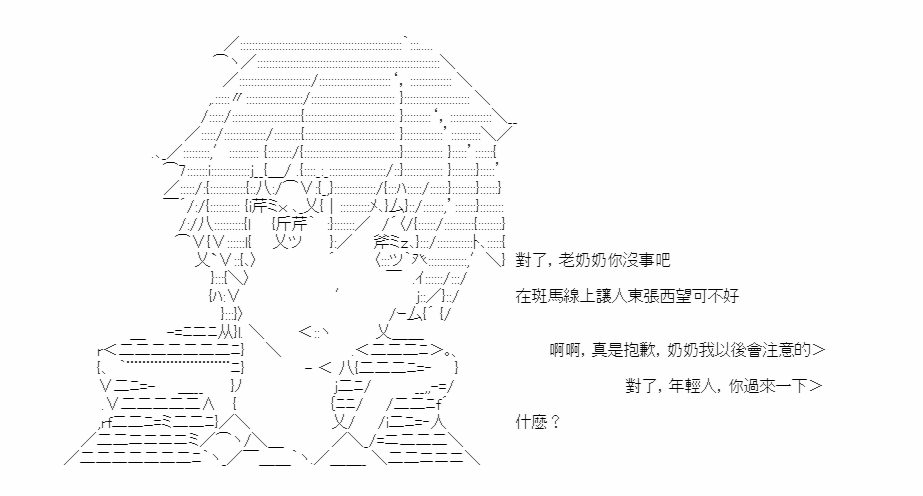 對了，老奶奶你沒事吧
在斑馬線上讓人東張西望可不好
啊啊，真是抱歉，奶奶我以後會注意的＞
對了，年輕人，你過來一下＞
什麼？